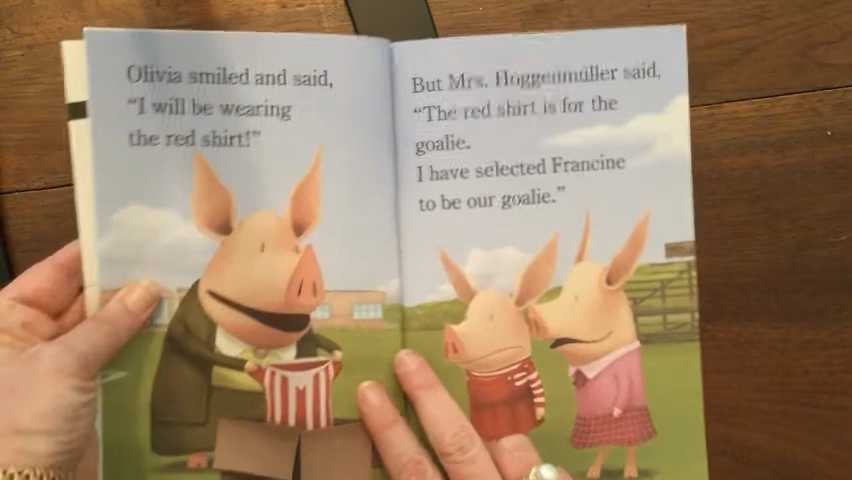 Olivia smiled and said,
“I will be wearing
the red shirt!”
But Mrs. Hoggenmüller said,
“The red shirt is for the
goalie.
I have selected Francine
to be our goalie.”